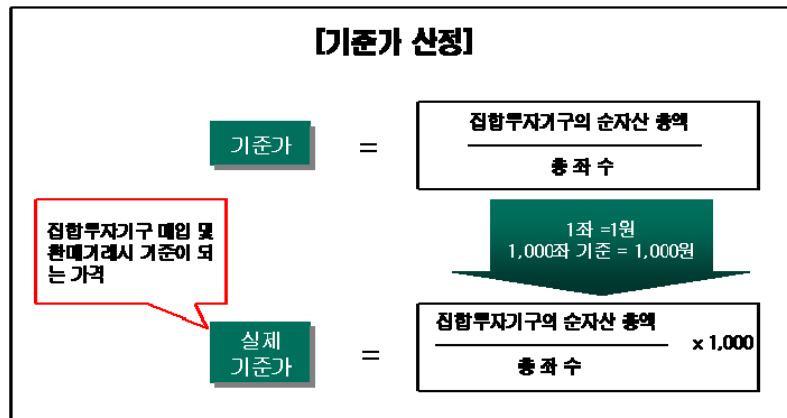 [기준가 산정]
기준가 =
집합투자기구의 순자산 총액
총 좌 수
집합투자기구 매입 및
환매거래시 기준이 되
는 가격
1좌 =1원
1,000좌 기준 = 1,000원
실제
기준가 =
집합투자기구의 순자산 총액
총 좌 수
x 1,000